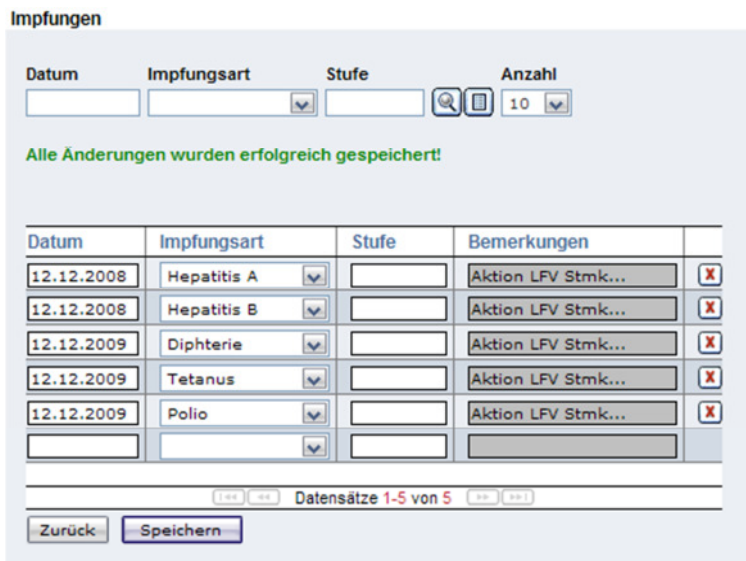 Impfungen
Datum Impfungsart Stufe Anzahl
10
Alle Änderungen wurden erfolgreich gespeichert!
Datum Impfungsart Stufe Bemerkungen
12.12.2008 Hepatitis A Aktion LFV Stmk... X
12.12.2008 Hepatitis B Aktion LFV Stmk... X
12.12.2009 Diphterie Aktion LFV Stmk... X
12.12.2009 Tetanus Aktion LFV Stmk... X
12.12.2009 Polio Aktion LFV Stmk... X
Datensätze 1-5 von 5
Zurück Speichern